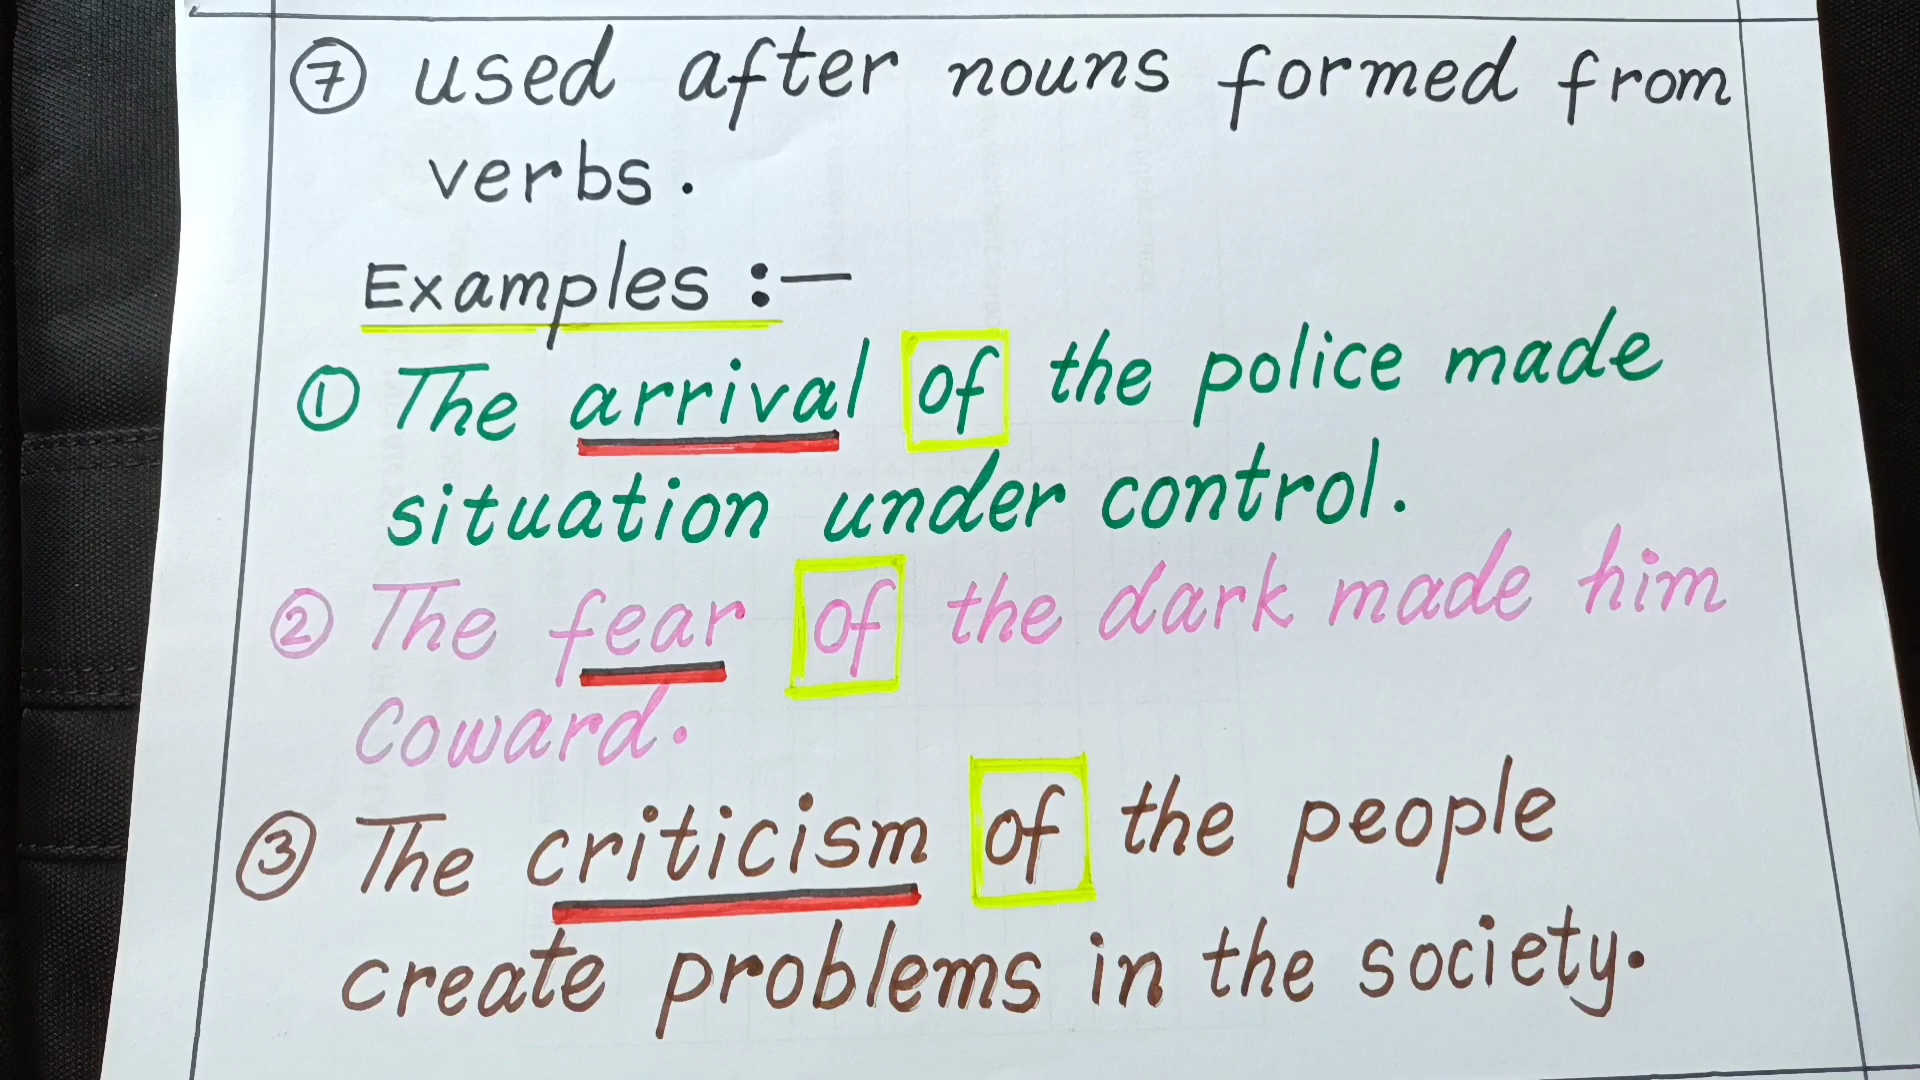 ⑦ used after nouns formed from
verbs.
Examples :—
① The arrival of the police made
situation under control.
② The fear of the dark made him
Coward.
③ The criticism of the people
create problems in the society.